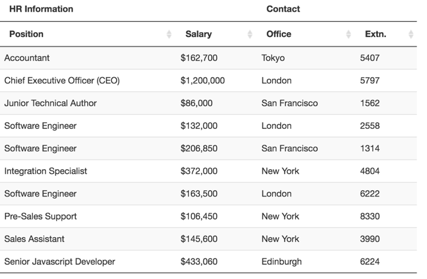 HR Information Contact
Position Salary Office Extn.
Accountant $162,700 Tokyo 5407
Chief Executive Officer (CEO) $1,200,000 London 5797
Junior Technical Author $86,000 San Francisco 1562
Software Engineer $132,000 London 2558
Software Engineer $206,850 San Francisco 1314
Integration Specialist $372,000 New York 4804
Software Engineer $163,500 London 6222
Pre-Sales Support $106,450 New York 8330
Sales Assistant $145,600 New York 3990
Senior Javascript Developer $433,060 Edinburgh 6224